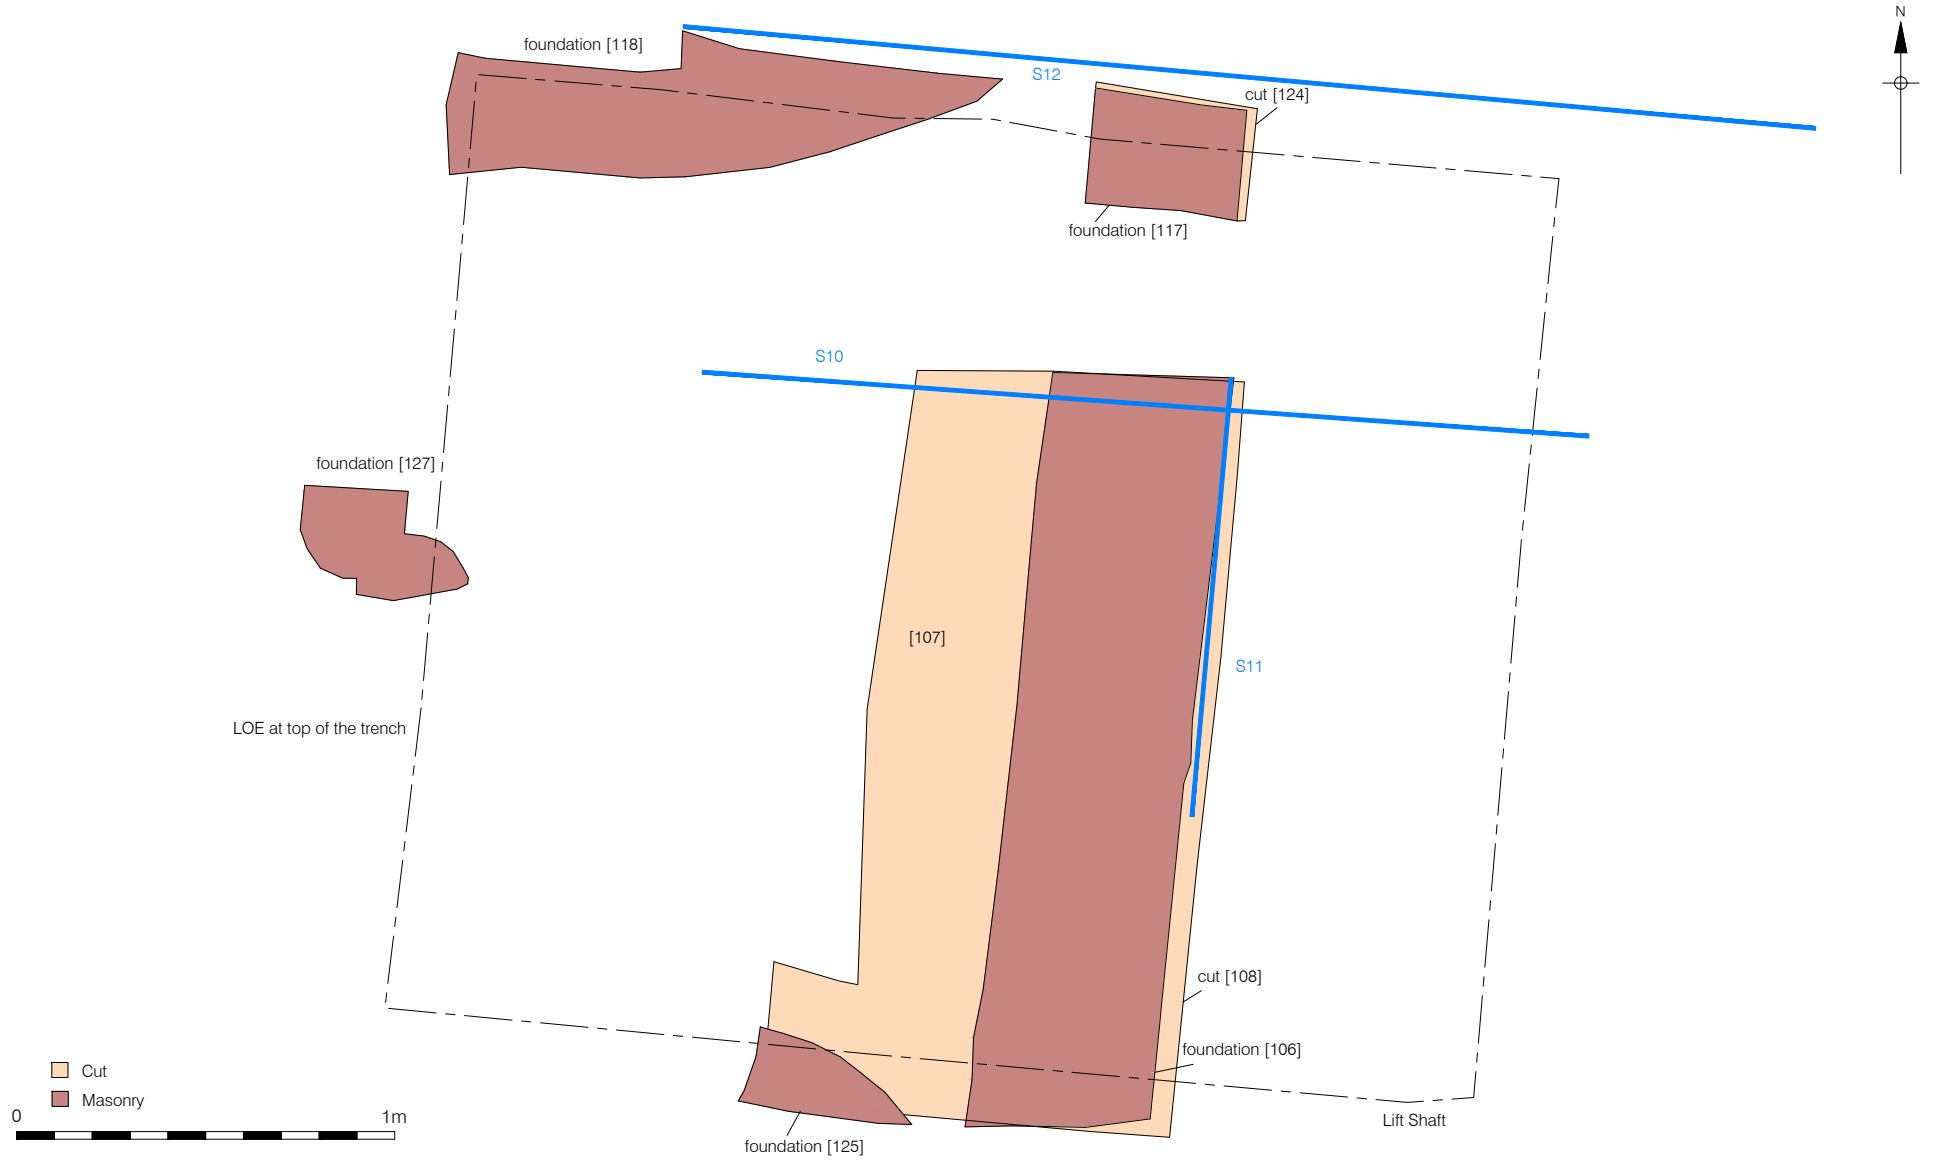 N
foundation [118]
S12
cut [124]
foundation [117]
S10
foundation [127]
[107]
S11
LOE at top of the trench
cut [108]
foundation [106]
Cut
Masonry
0 1m
Lift Shaft
foundation [125]